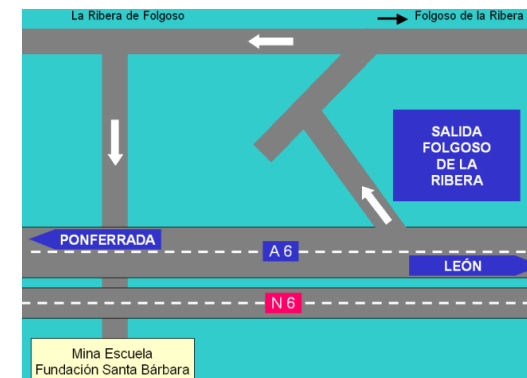 La Ribera de Folgoso
Folgoso de la Ribera
SALIDA
FOLGOSO
DE LA
RIBERA
PONFERRADA
A 6
LEÓN
N 6
Mina Escuela
Fundación Santa Bárbara